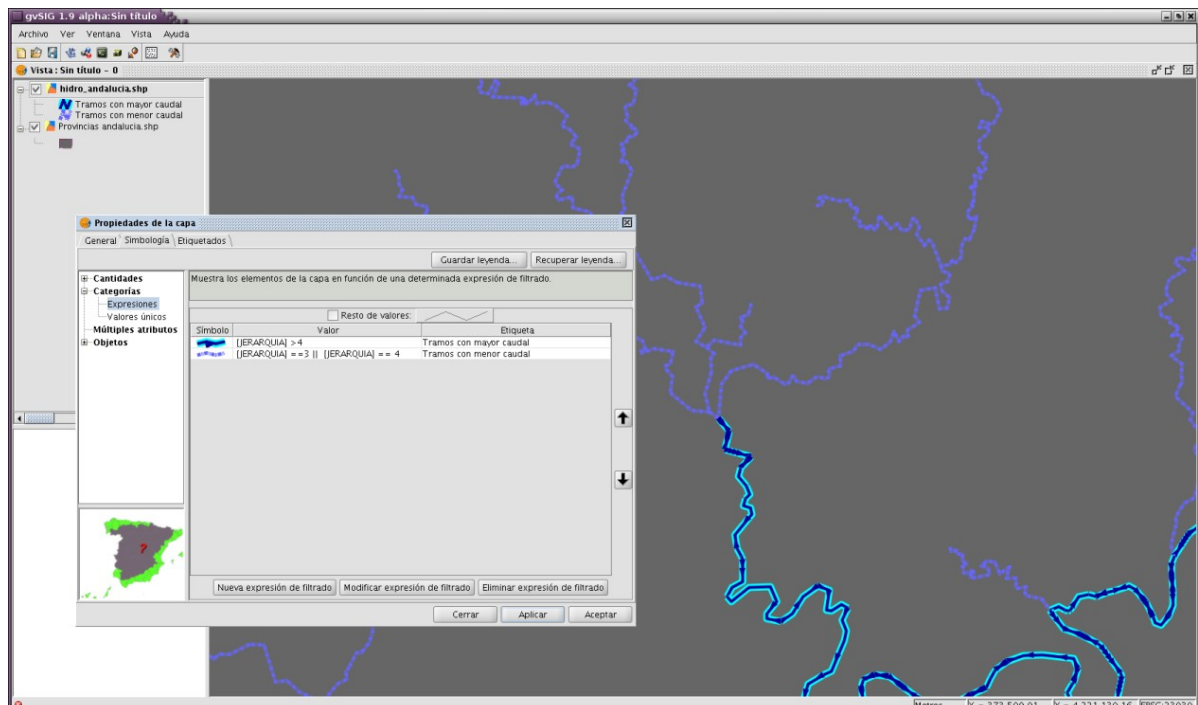 gvSIG 1.9 alpha:Sin título
Archivo Ver Ventana Vista Ayuda
Vista: Sin título - 0
hidro_andalucia.shp
Tramos con mayor caudal
Tramos con menor caudal
Provincias andalucia.shp
Propiedades de la capa
General Simbología Etiquetados
Guardar leyenda... Recuperar leyenda...
Cantidades
Categorías
Expresiones
Valores únicos
Múltiples atributos
Objetos
Muestra los elementos de la capa en función de una determinada expresión de filtrado.
Resto de valores:
Símbolo Valor Etiqueta
[JERARQUIA] >4 Tramos con mayor caudal
[JERARQUIA] ==3 || [JERARQUIA] == 4 Tramos con menor caudal
?
Nueva expresión de filtrado Modificar expresión de filtrado Eliminar expresión de filtrado
Cerrar Aplicar Aceptar